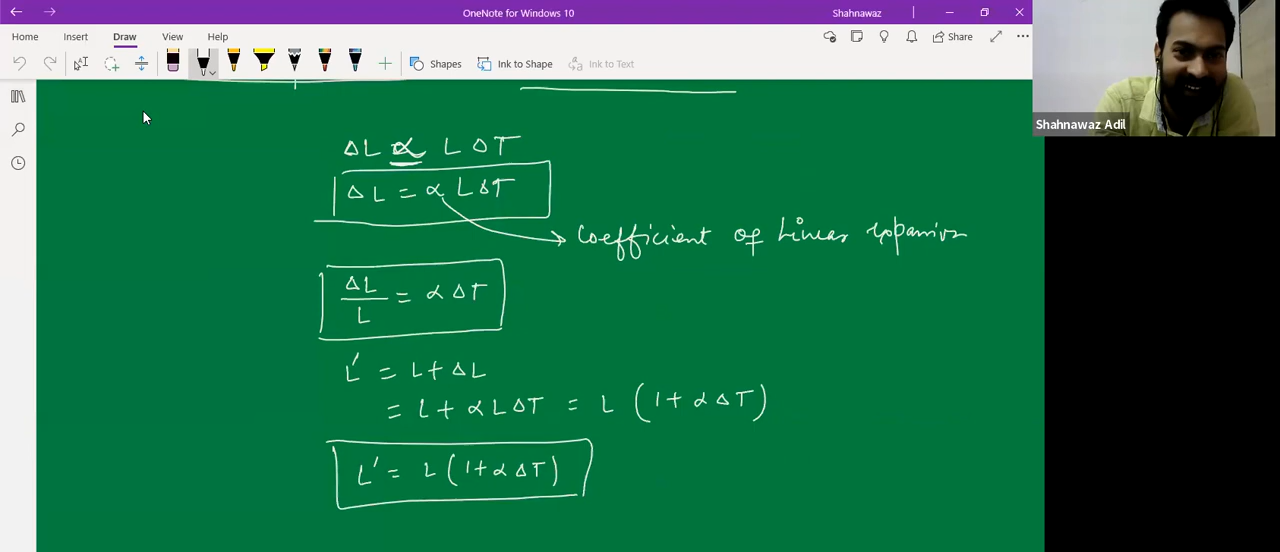 OneNote for Windows 10
Shahnawaz
Home Insert Draw View Help
Share
Shapes Ink to Shape Ink to Text
Shahnawaz Adil
ΔL α L ΔT
ΔL = α L ΔT
Coefficient of Linear expansion
ΔL/L = α ΔT
L' = L + ΔL
= L + α L ΔT = L (1 + α ΔT)
L' = L (1 + α ΔT)